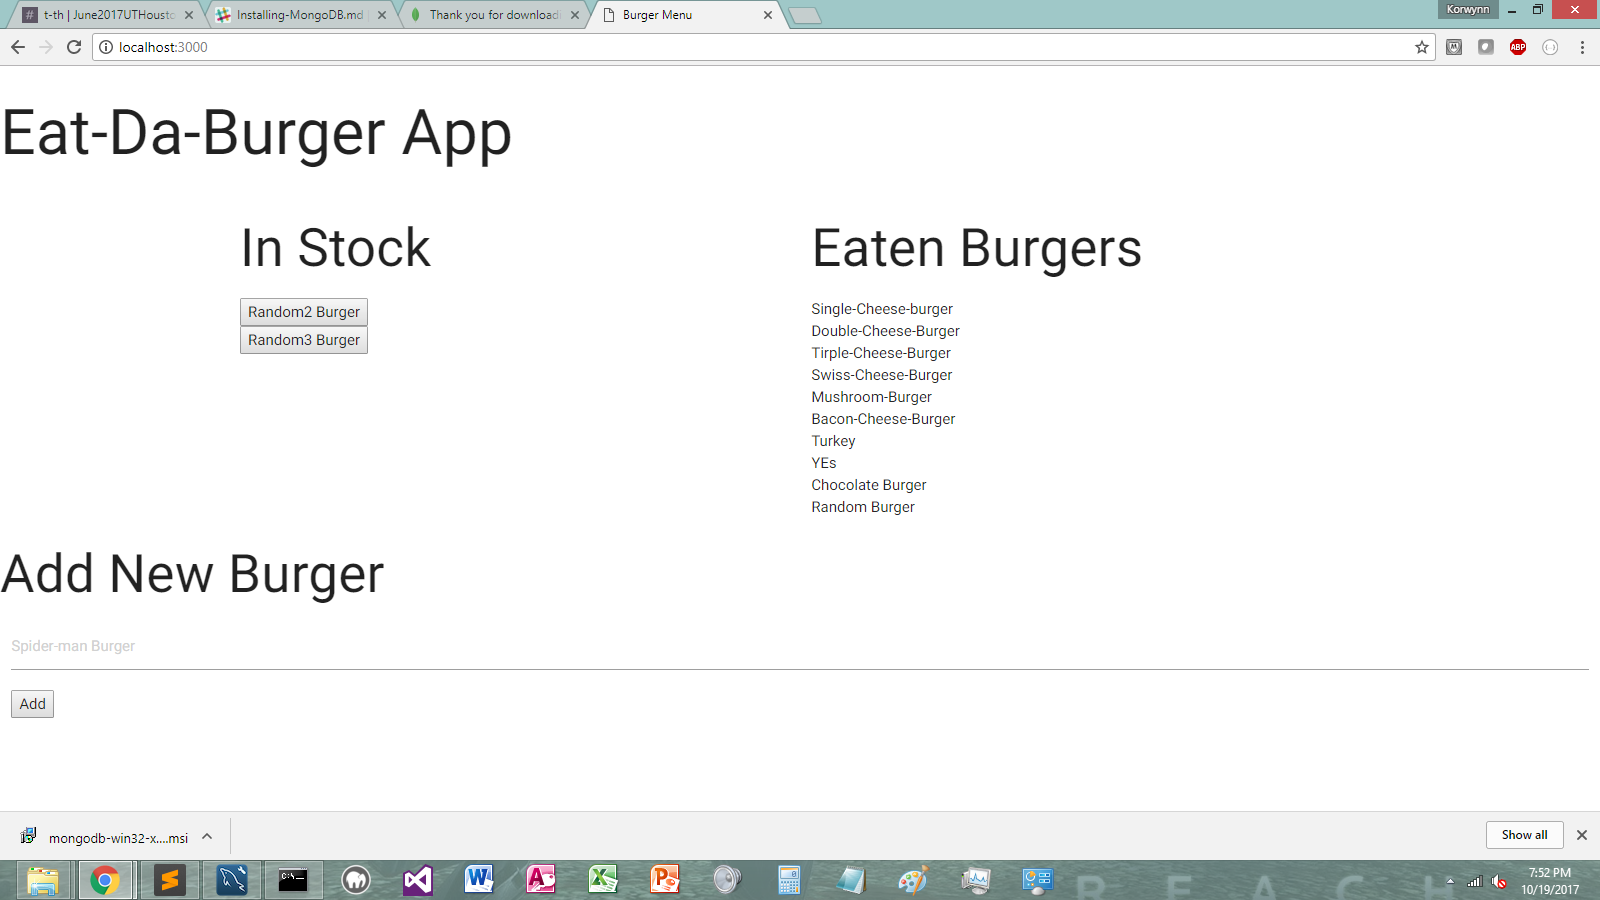 t-th | June2017UTHousto
Installing-MongoDB.md |
Thank you for downloadi
Burger Menu
Korwynn
localhost:3000
ABP
Eat-Da-Burger App
In Stock
Random2 Burger
Random3 Burger
Eaten Burgers
Single-Cheese-burger
Double-Cheese-Burger
Tirple-Cheese-Burger
Swiss-Cheese-Burger
Mushroom-Burger
Bacon-Cheese-Burger
Turkey
YEs
Chocolate Burger
Random Burger
Add New Burger
Spider-man Burger
Add
mongodb-win32-x....msi
Show all
R E A C H
7:52 PM
10/19/2017